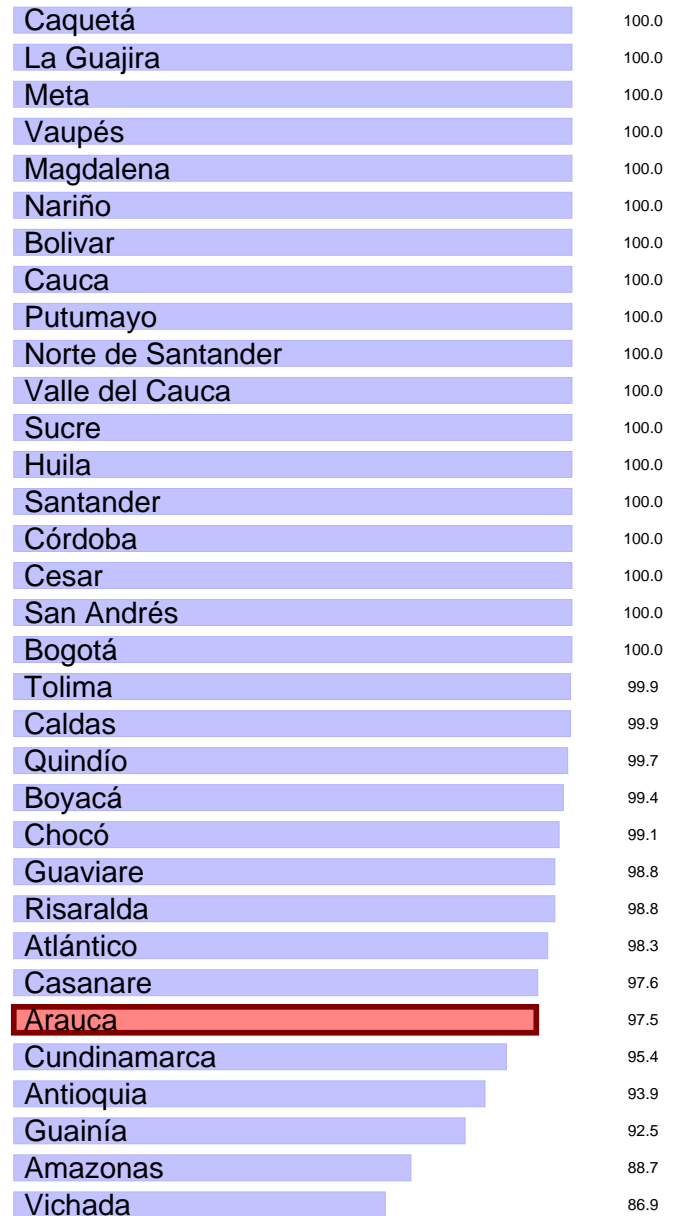 Caquetá 100.0
La Guajira 100.0
Meta 100.0
Vaupés 100.0
Magdalena 100.0
Nariño 100.0
Bolivar 100.0
Cauca 100.0
Putumayo 100.0
Norte de Santander 100.0
Valle del Cauca 100.0
Sucre 100.0
Huila 100.0
Santander 100.0
Córdoba 100.0
Cesar 100.0
San Andrés 100.0
Bogotá 100.0
Tolima 99.9
Caldas 99.9
Quindío 99.7
Boyacá 99.4
Chocó 99.1
Guaviare 98.8
Risaralda 98.8
Atlántico 98.3
Casanare 97.6
Arauca 97.5
Cundinamarca 95.4
Antioquia 93.9
Guainía 92.5
Amazonas 88.7
Vichada 86.9